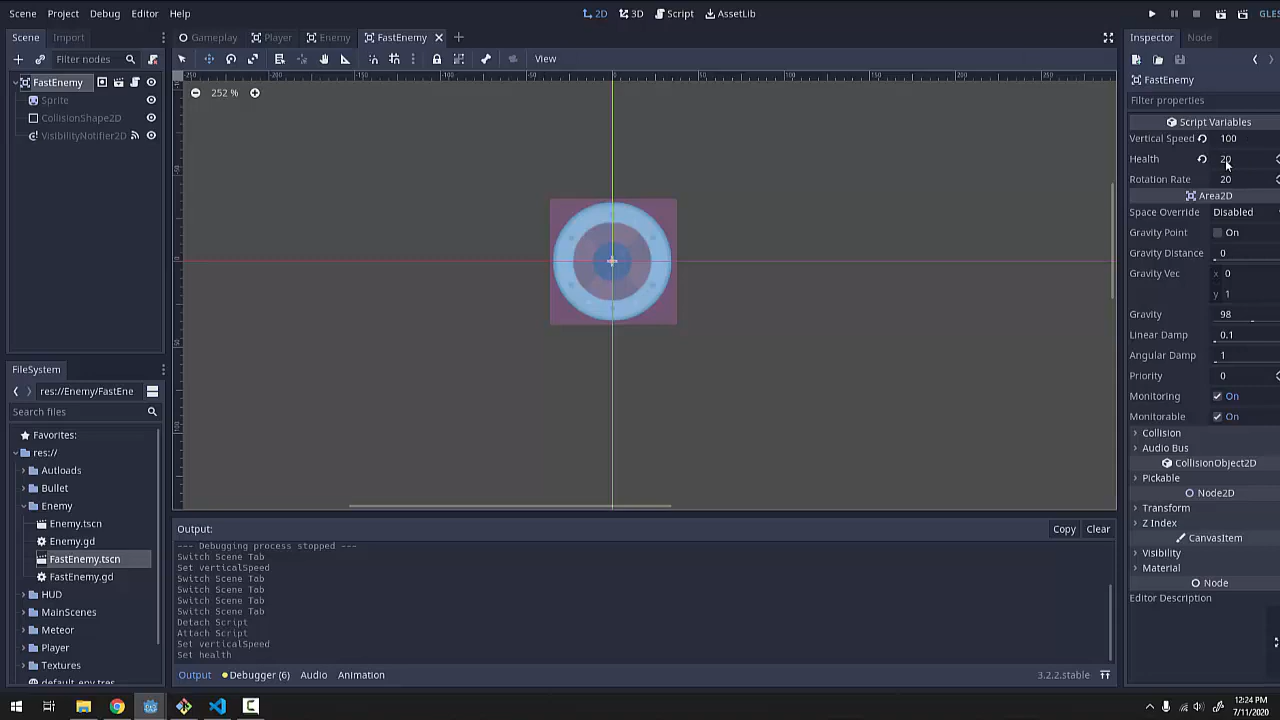 Scene Project Debug Editor Help
2D 3D Script AssetLib
GLES
Scene Import
Gameplay Player Enemy FastEnemy
Inspector Node
Filter nodes
View
FastEnemy
252 %
FastEnemy
Sprite
CollisionShape2D
VisibilityNotifier2D
Filter properties
Script Variables
Vertical Speed 100
Health 20
Rotation Rate 20
Area2D
Space Override Disabled
Gravity Point On
Gravity Distance 0
Gravity Vec x 0
y 1
Gravity 98
Linear Damp 0.1
Angular Damp 1
Priority 0
Monitoring On
Monitorable On
Collision
Audio Bus
CollisionObject2D
Pickable
Node2D
Transform
Z Index
CanvasItem
Visibility
Material
Node
Editor Description
FileSystem
res://Enemy/FastEne
Search files
Favorites:
res://
Autloads
Bullet
Enemy
Enemy.tscn
Enemy.gd
FastEnemy.tscn
FastEnemy.gd
HUD
MainScenes
Meteor
Player
Textures
default_env.tres
Output:
Copy Clear
--- Debugging process stopped ---
Switch Scene Tab
Set verticalSpeed
Switch Scene Tab
Switch Scene Tab
Switch Scene Tab
Switch Scene Tab
Detach Script
Attach Script
Set verticalSpeed
Set health
Output Debugger (6) Audio Animation
3.2.2.stable
12:24 PM
7/11/2020